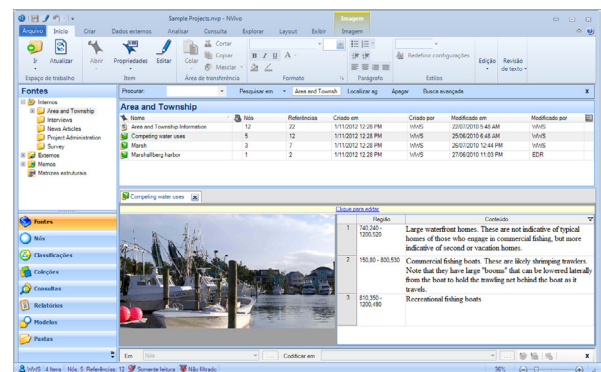 Sample Projects.nvp - NVivo
Imagem
Arquivo Início Criar Dados externos Analisar Consulta Explorar Layout Exibir Imagem
Ir Atualizar Abrir Propriedades Editar Colar Cortar Copiar Mesclar
B I U A
Redefinir configurações
Edição Revisão de texto
Espaço de trabalho Item Área de transferência Formato Parágrafo Estilos
Fontes
Procurar: Pesquisar em Area and Townsh Localizar ag Apagar Busca avançada x
Internos
Area and Township
Interviews
News Articles
Project Administration
Survey
Externos
Memos
Matrizes estruturais
Area and Township
Nome Nós Referências Criado em Criado por Modificado em Modificado por
Area and Township Information 12 22 1/11/2012 12:28 PM WWS 22/07/2010 5:48 AM WWS
Competing water uses 5 12 1/11/2012 12:28 PM WWS 25/06/2010 6:48 AM WWS
Marsh 3 7 1/11/2012 12:28 PM WWS 26/07/2010 12:44 PM WWS
Marshallberg harbor 1 2 1/11/2012 12:28 PM WWS 27/06/2010 11:03 PM EDR
Competing water uses
Clique para editar
Região Conteúdo
1 740,240 - 1200,520 Large waterfront homes. These are not indicative of typical
homes of those who engage in commercial fishing, but more
indicative of second or vacation homes.
2 150,80 - 800,530 Commercial fishing boats. These are likely shrimping trawlers.
Note that they have large "booms" that can be lowered laterally
from the boat to hold the trawling net behind the boat as it
travels.
3 810,350 - 1200,490 Recreational fishing boats
Fontes
Nós
Classificações
Coleções
Consultas
Relatórios
Modelos
Pastas
Em Nós Codificar em x
WWS 4 Itens Nós: 5 Referências: 12 Somente leitura Não filtrado 36%